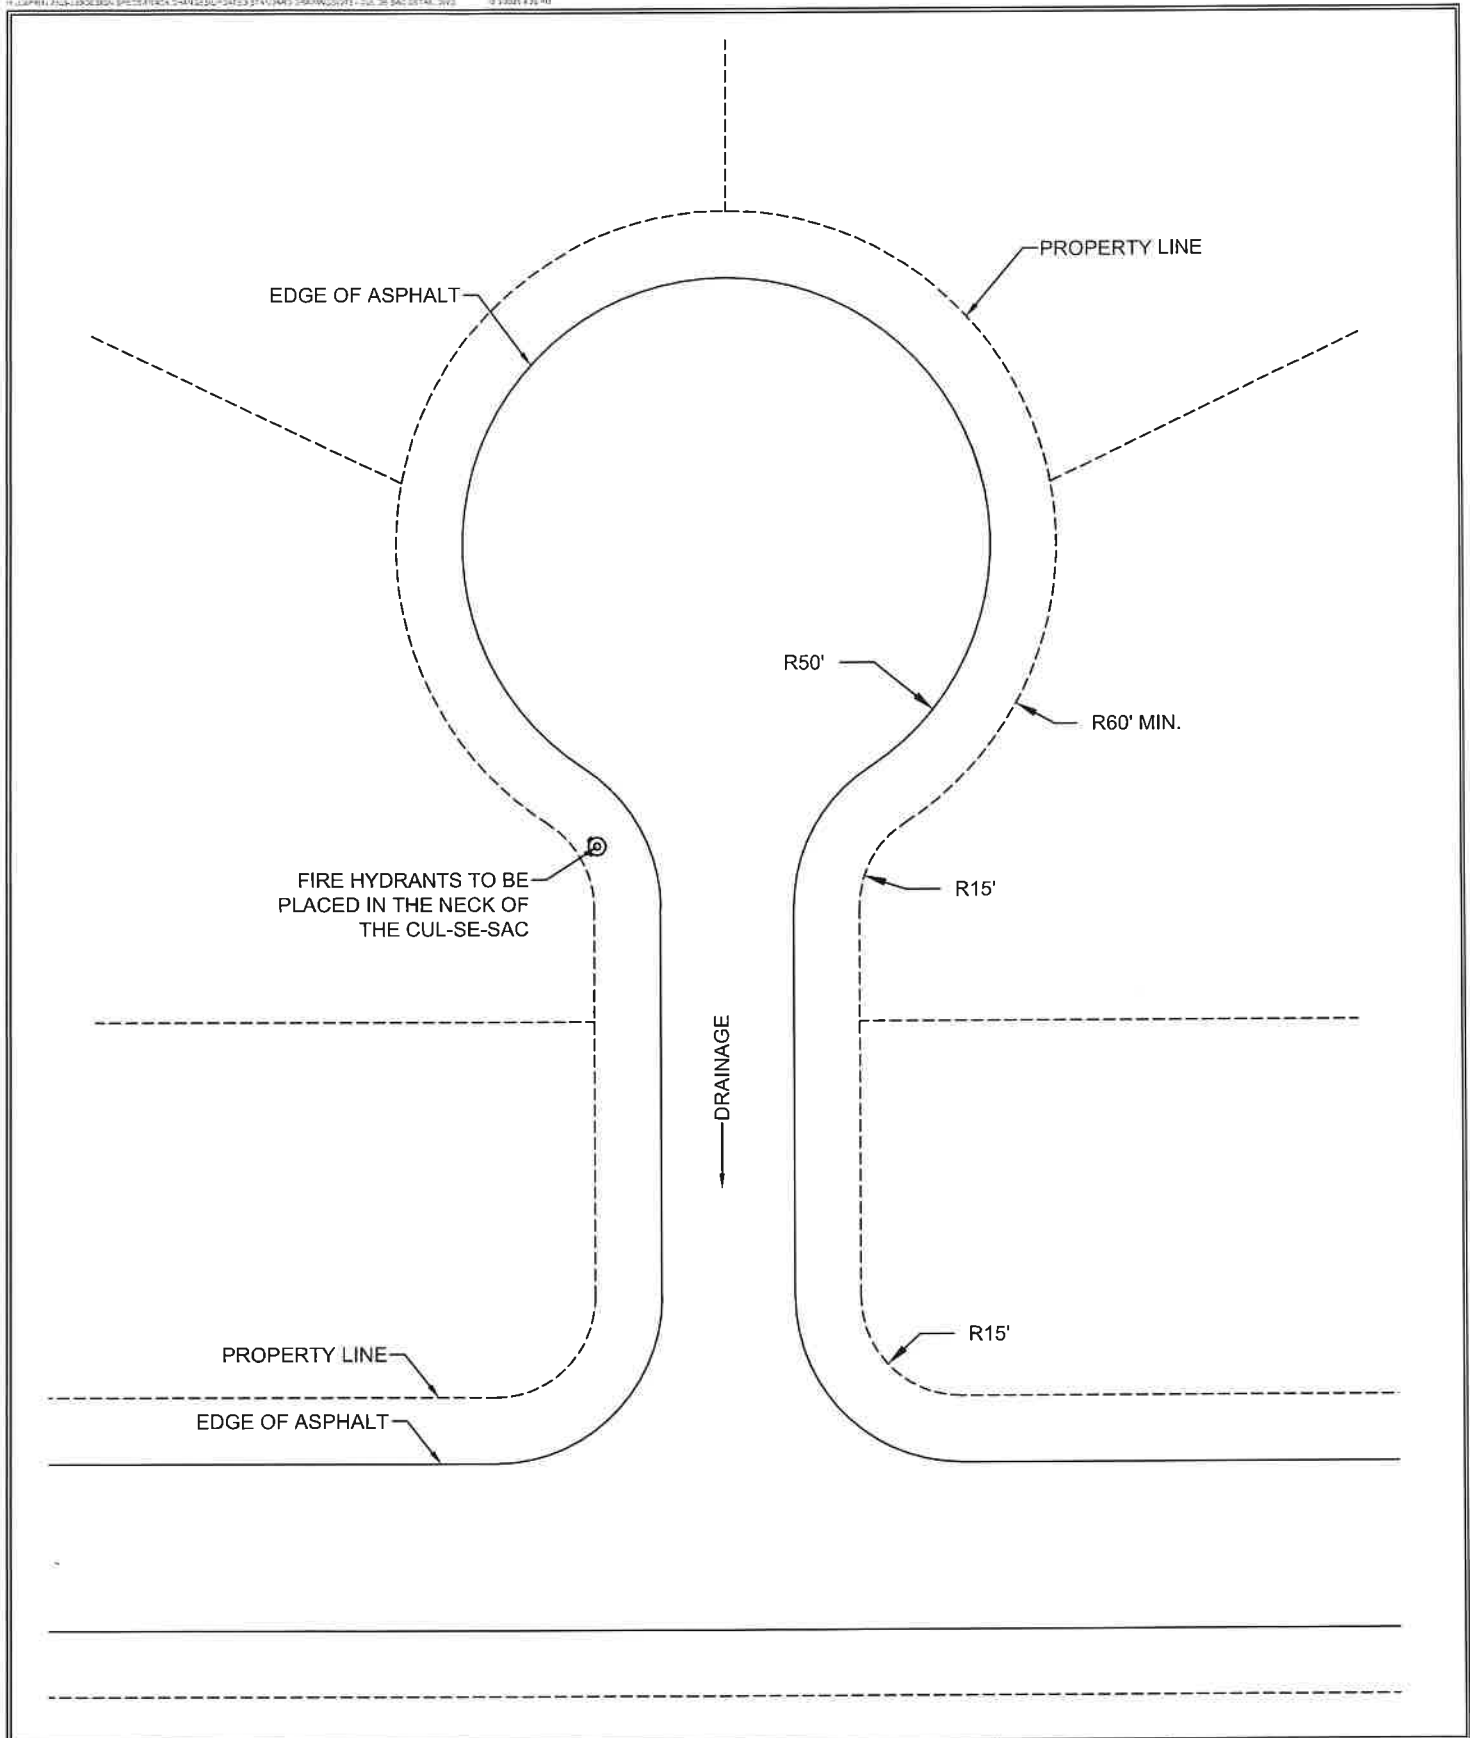 PROPERTY LINE
EDGE OF ASPHALT
R50'
R60' MIN.
FIRE HYDRANTS TO BE
PLACED IN THE NECK OF
THE CUL-SE-SAC
R15'
DRAINAGE
R15'
PROPERTY LINE
EDGE OF ASPHALT